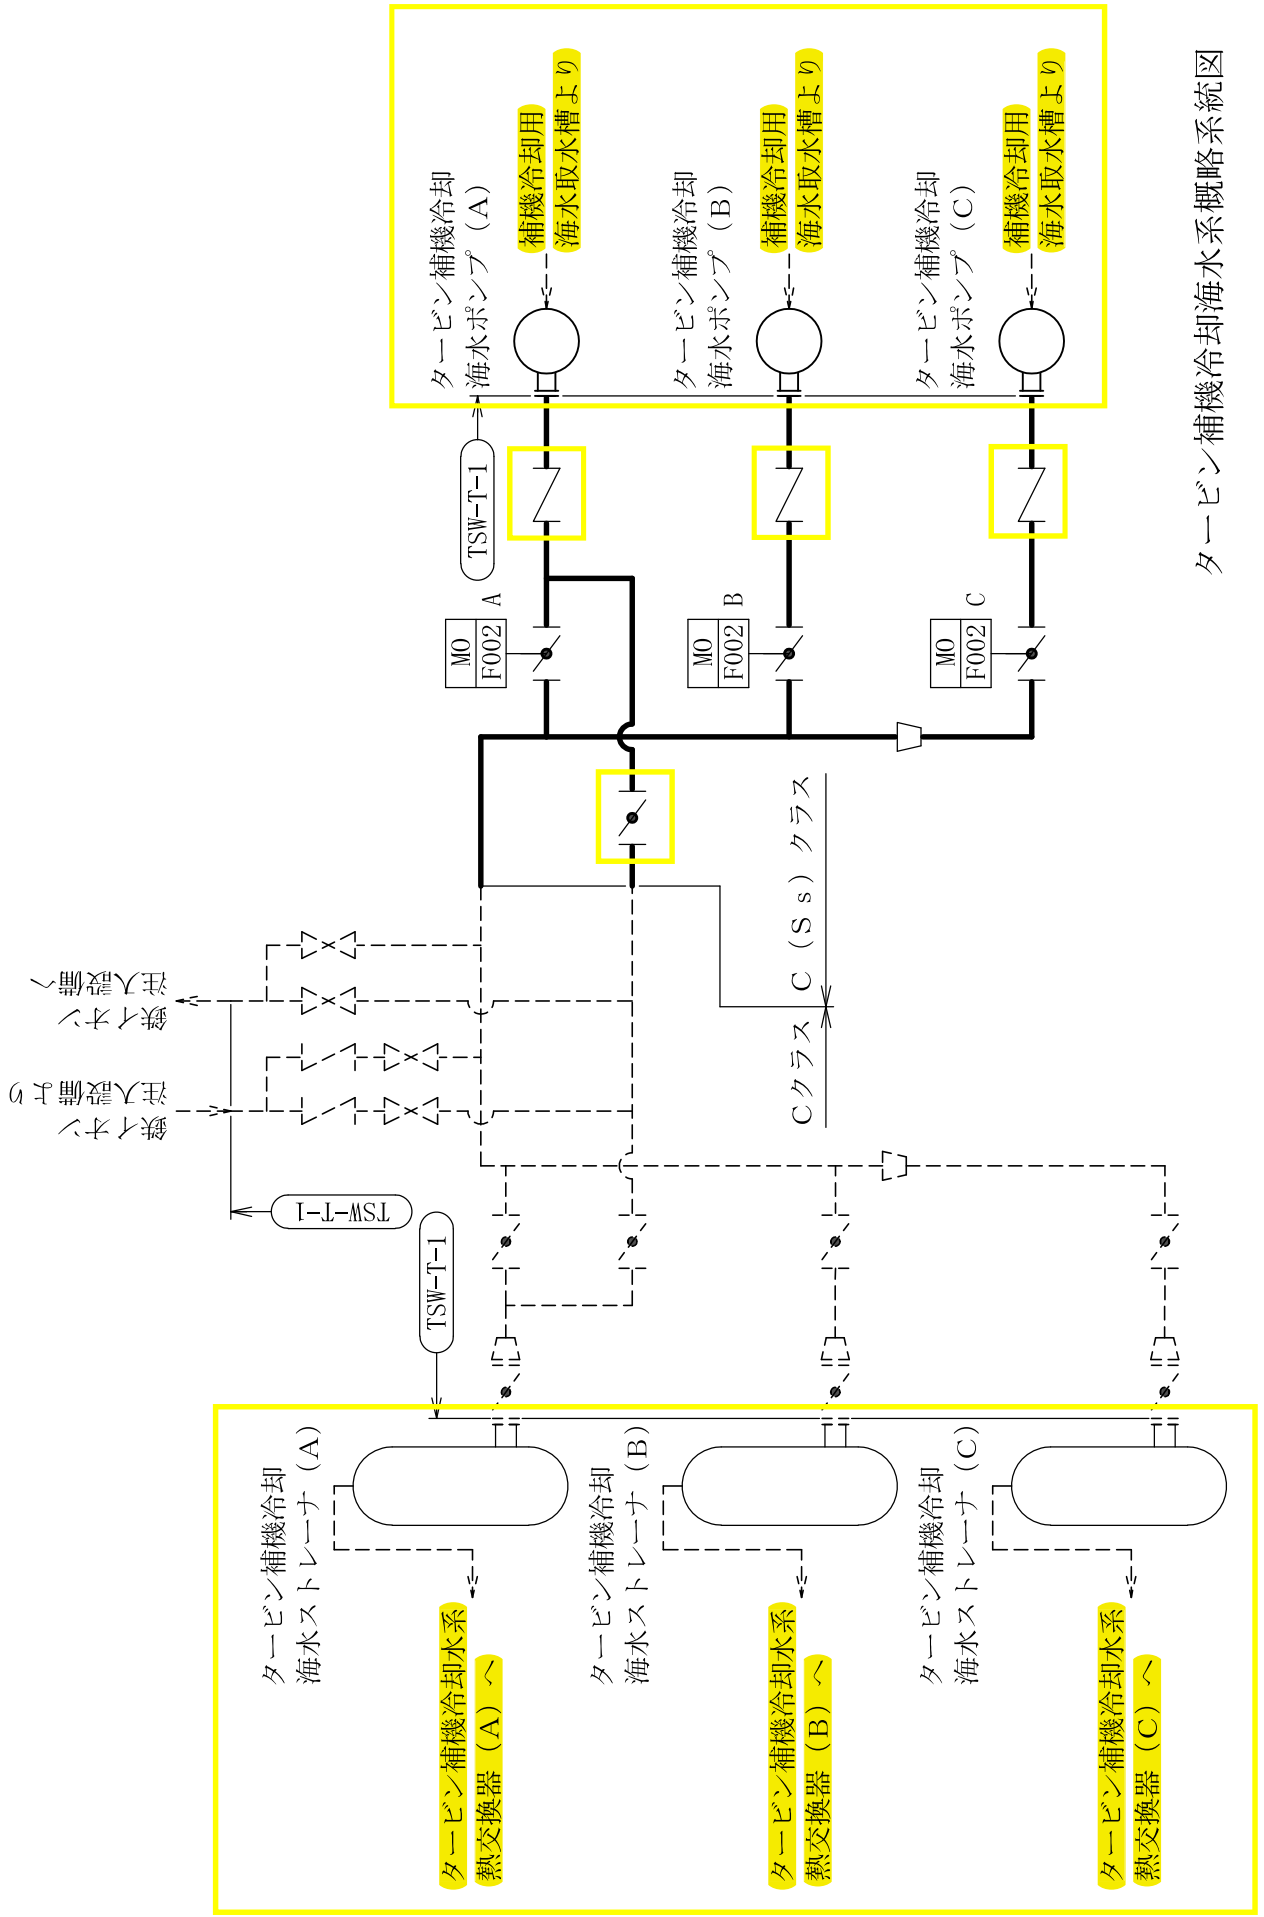 タービン補機冷却海水系概略系統図
タービン補機冷却
海水ポンプ（A）
補機冷却用
海水取水槽より
タービン補機冷却
海水ポンプ（B）
補機冷却用
海水取水槽より
タービン補機冷却
海水ポンプ（C）
補機冷却用
海水取水槽より
TSW-T-1
MO
F002
A
MO
F002
B
MO
F002
C
Cクラス
C（Ss）クラス
鉄イオン
注入設備へ
鉄イオン
注入設備より
TSW-T-1
TSW-T-1
タービン補機冷却
海水ストレーナ（A）
タービン補機冷却水系
熱交換器（A）へ
タービン補機冷却
海水ストレーナ（B）
タービン補機冷却水系
熱交換器（B）へ
タービン補機冷却
海水ストレーナ（C）
タービン補機冷却水系
熱交換器（C）へ